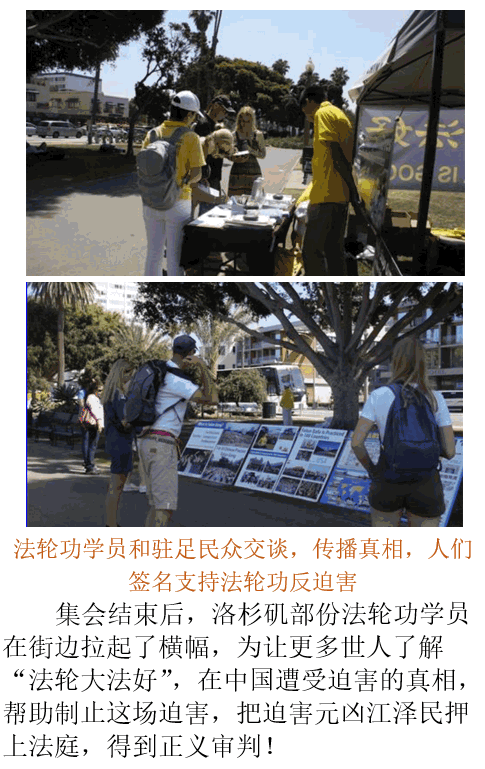 法好
IS GOO
法轮功学员和驻足民众交谈，传播真相，人们
签名支持法轮功反迫害
集会结束后，洛杉矶部份法轮功学员
在街边拉起了横幅，为让更多世人了解
“法轮大法好”，在中国遭受迫害的真相，
帮助制止这场迫害，把迫害元凶江泽民押
上法庭，得到正义审判！